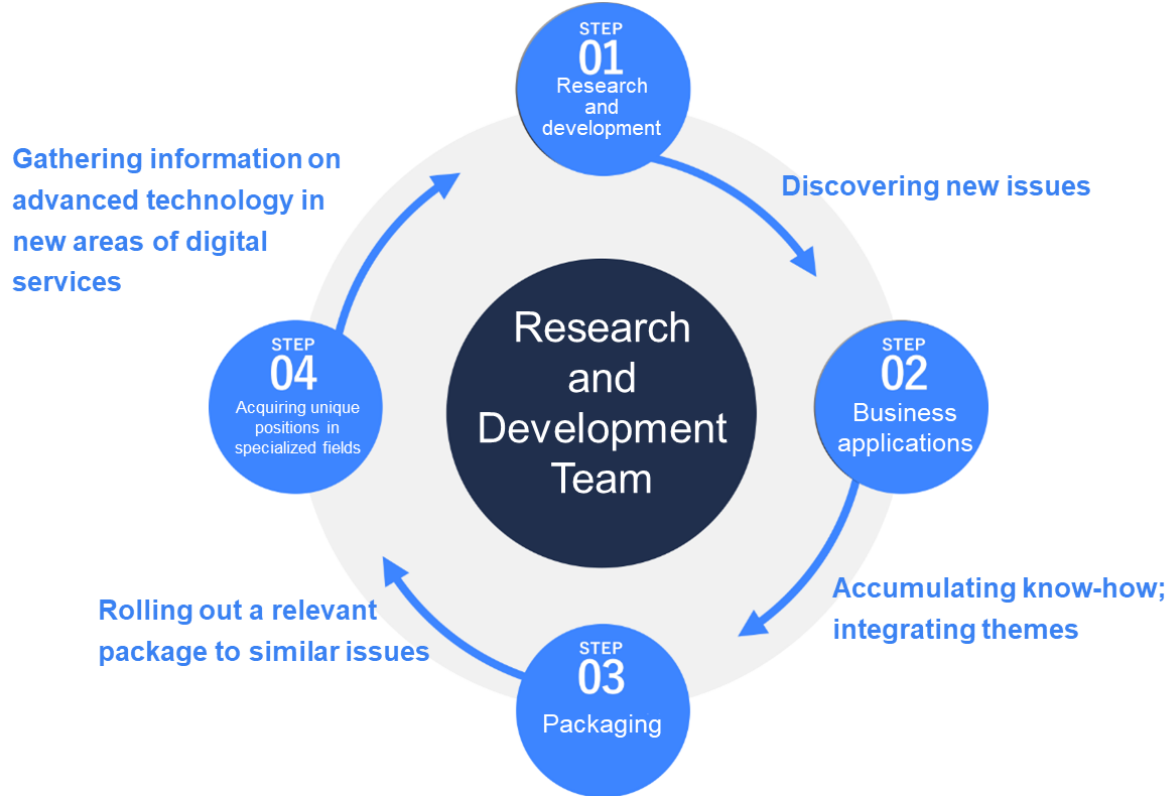 STEP
01
Research
and
development
Discovering new issues
STEP
02
Business
applications
Accumulating know-how;
integrating themes
STEP
03
Packaging
Rolling out a relevant
package to similar issues
STEP
04
Acquiring unique
positions in
specialized fields
Gathering information on
advanced technology in
new areas of digital
services
Research
and
Development
Team